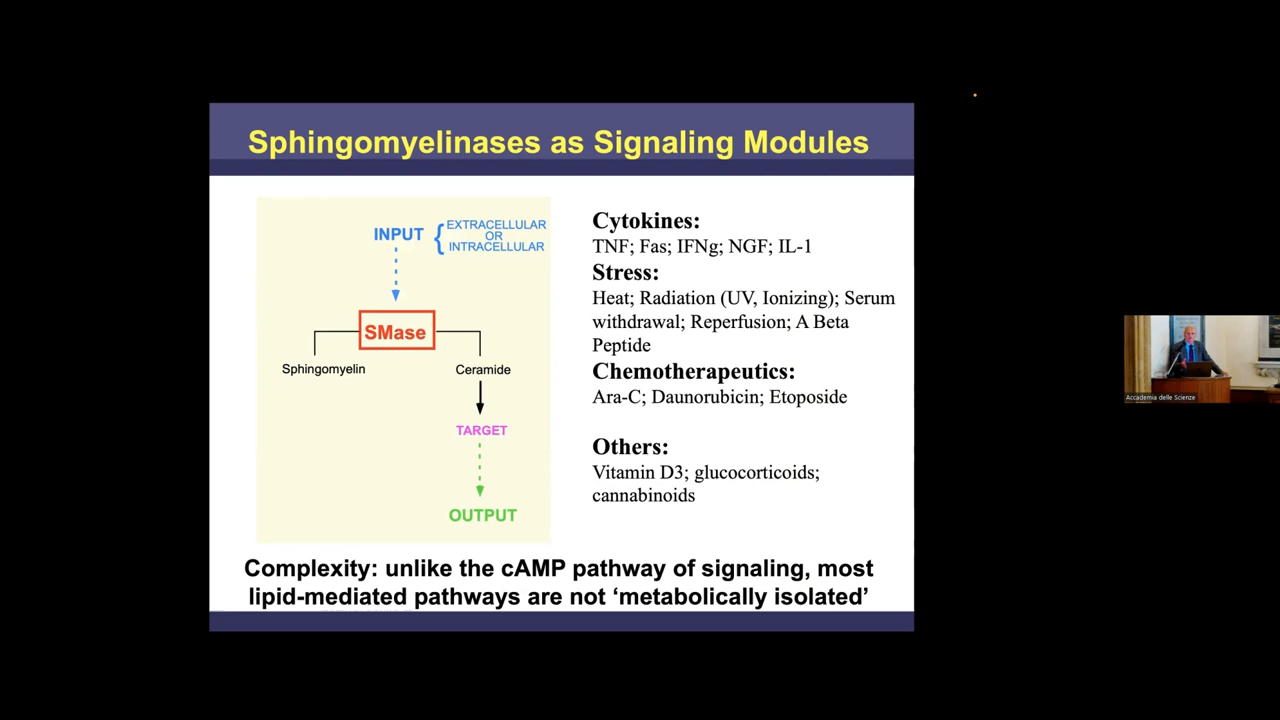 Sphingomyelinases as Signaling Modules
INPUT
{ EXTRACELLULAR
OR
INTRACELLULAR
SMase
Sphingomyelin
Ceramide
TARGET
OUTPUT
Cytokines:
TNF; Fas; IFNg; NGF; IL-1
Stress:
Heat; Radiation (UV, Ionizing); Serum
withdrawal; Reperfusion; A Beta
Peptide
Chemotherapeutics:
Ara-C; Daunorubicin; Etoposide
Others:
Vitamin D3; glucocorticoids;
cannabinoids
Complexity: unlike the cAMP pathway of signaling, most
lipid-mediated pathways are not ‘metabolically isolated’
Accademia delle Scienze